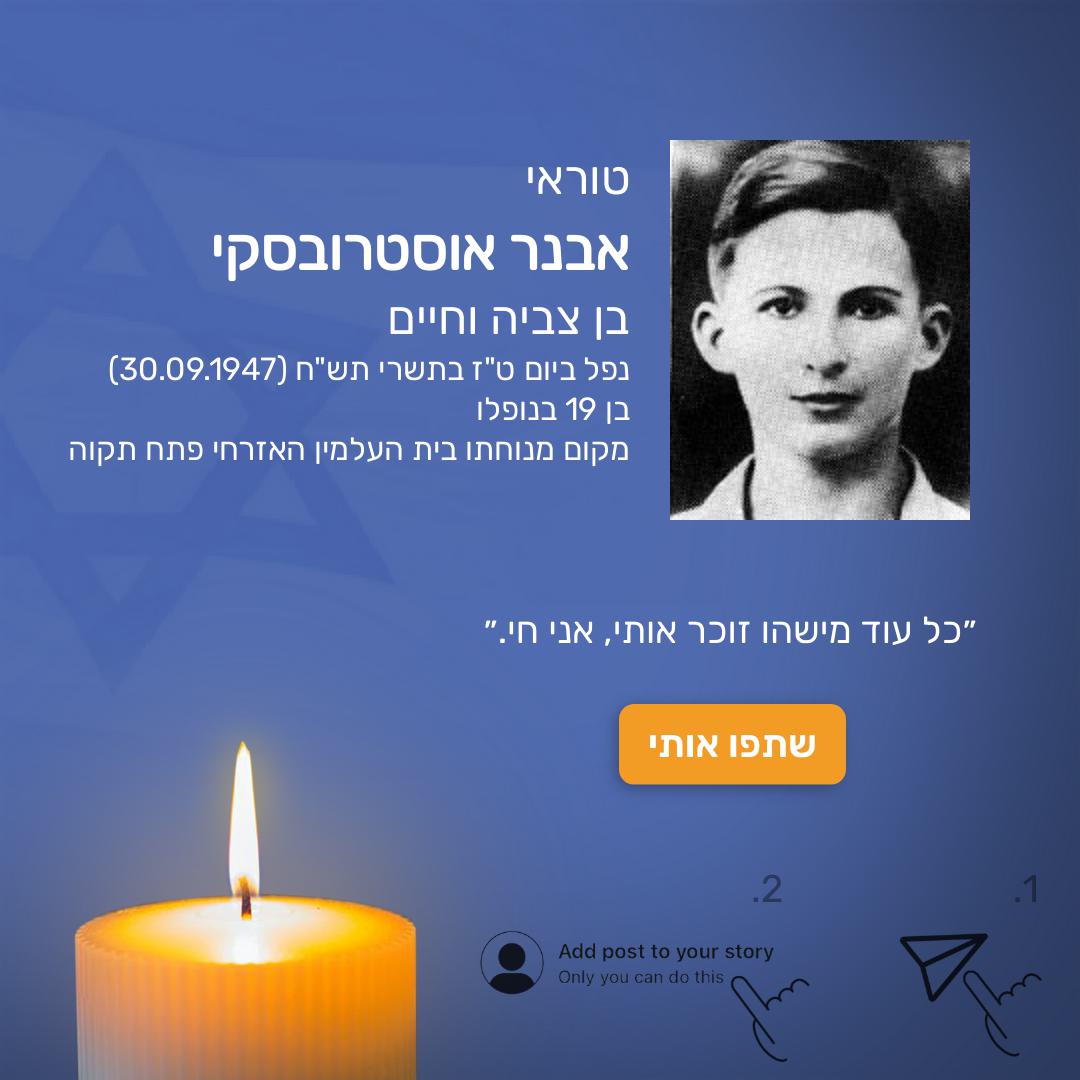 טוראי
אבנר אוסטרובסקי
בן צביה וחיים
נפל ביום ט"ז בתשרי תש"ח (30.09.1947)
בן 19 בנופלו
מקום מנוחתו בית העלמין האזרחי פתח תקוה
״כל עוד מישהו זוכר אותי, אני חי.״
שתפו אותי
1.
2.
Add post to your story
Only you can do this